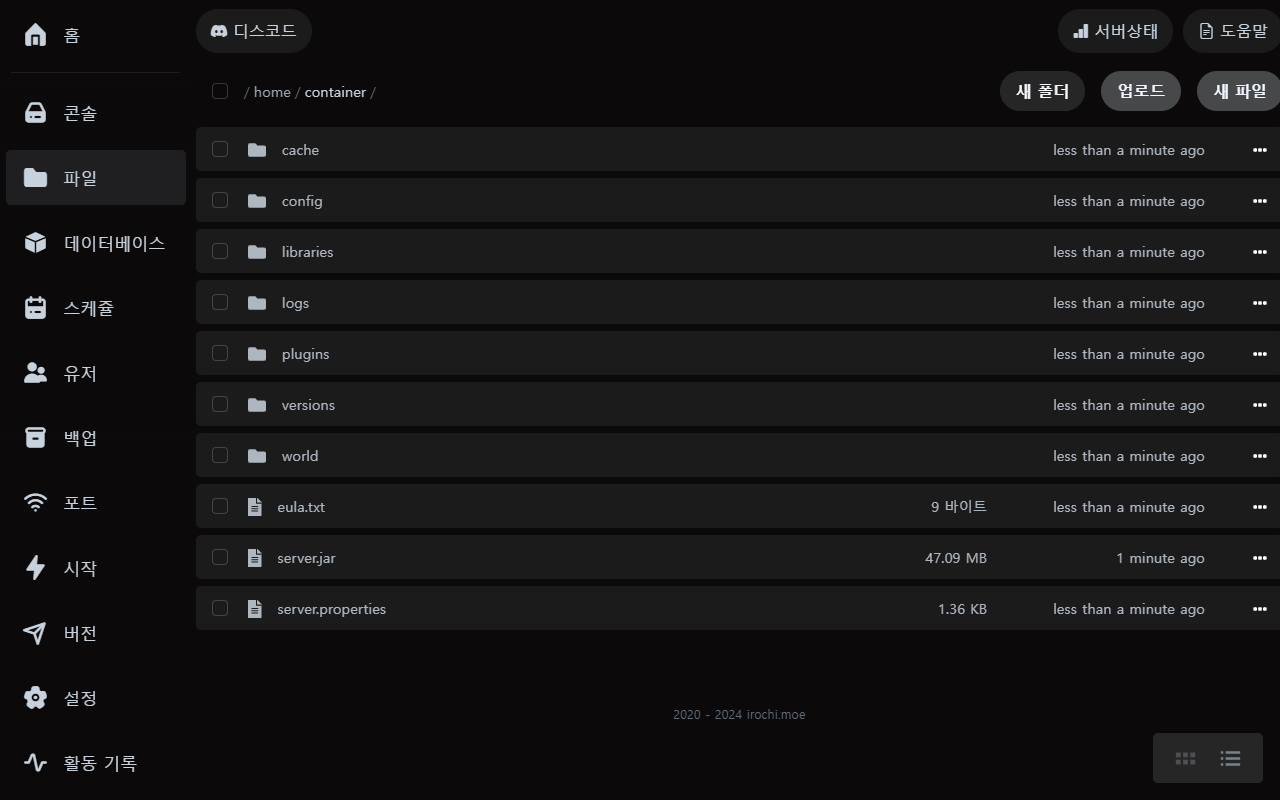 홈
콘솔
파일
데이터베이스
스케쥴
유저
백업
포트
시작
버전
설정
활동 기록
디스코드
서버상태
도움말
/ home / container /
새 폴더
업로드
새 파일
cache less than a minute ago
config less than a minute ago
libraries less than a minute ago
logs less than a minute ago
plugins less than a minute ago
versions less than a minute ago
world less than a minute ago
eula.txt 9 바이트 less than a minute ago
server.jar 47.09 MB 1 minute ago
server.properties 1.36 KB less than a minute ago
2020 - 2024 irochi.moe